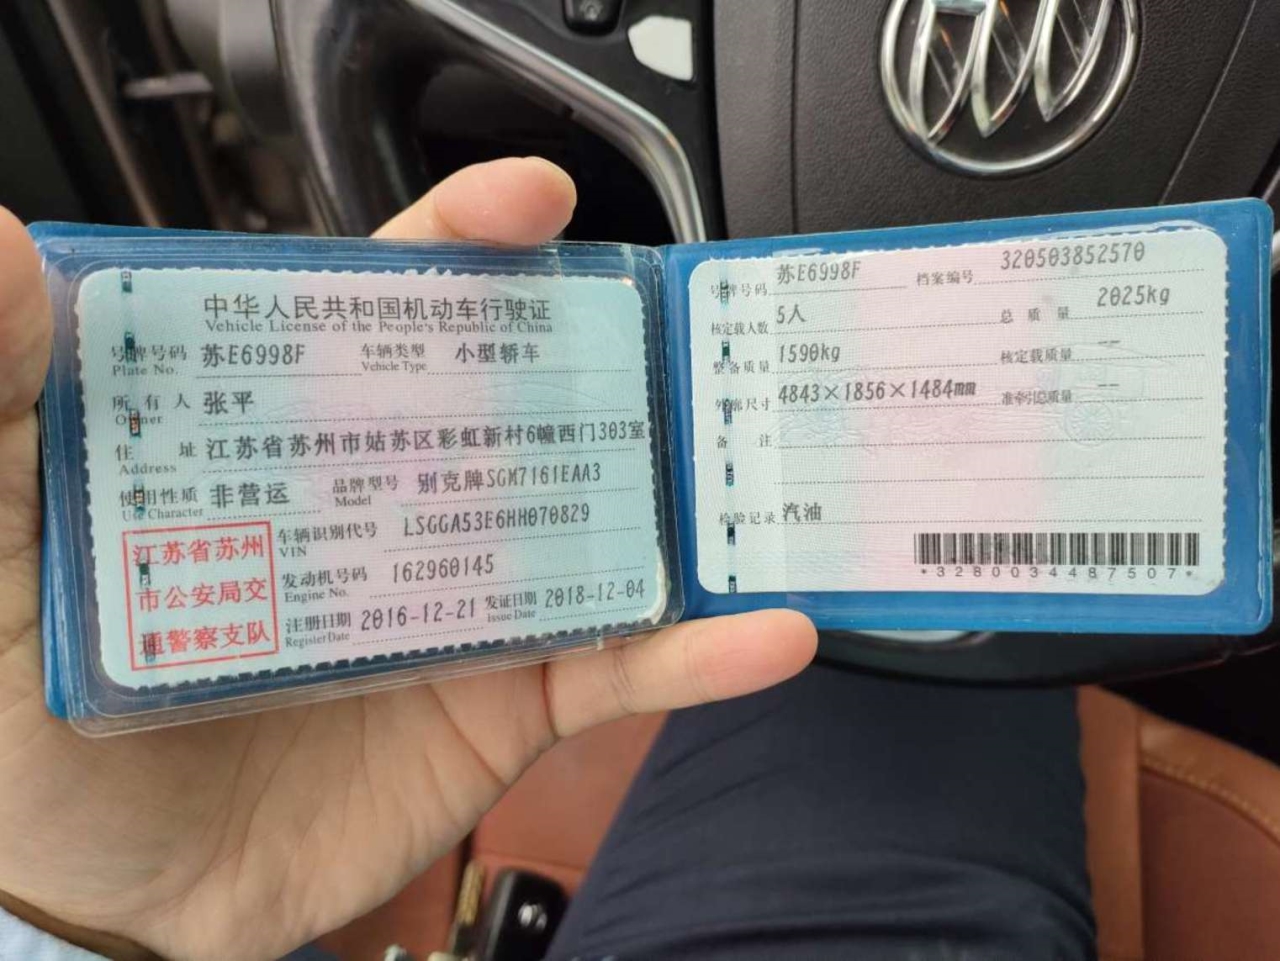 中华人民共和国机动车行驶证
Vehicle License of the People's Republic of China
号牌号码 苏E6998F 车辆类型 小型轿车
Plate No. Vehicle Type
所有人 张平
Owner
住址 江苏省苏州市姑苏区彩虹新村6幢西门303室
Address
使用性质 非营运 品牌型号 别克牌SGM7161EAA3
Use Character Model
江苏省苏州
市公安局交
通警察支队
车辆识别代号 LSGGA53E6HH070829
VIN
发动机号码 162960145
Engine No.
注册日期 2016-12-21 发证日期 2018-12-04
Register Date Issue Date
号牌号码 苏E6998F 档案编号 320503852570
核定载人数 5人 总质量 2025kg
整备质量 1590kg 核定载质量 --
外廓尺寸 4843×1856×1484mm 准牵引总质量 --
备注
检验记录 汽油
*3280034487507*